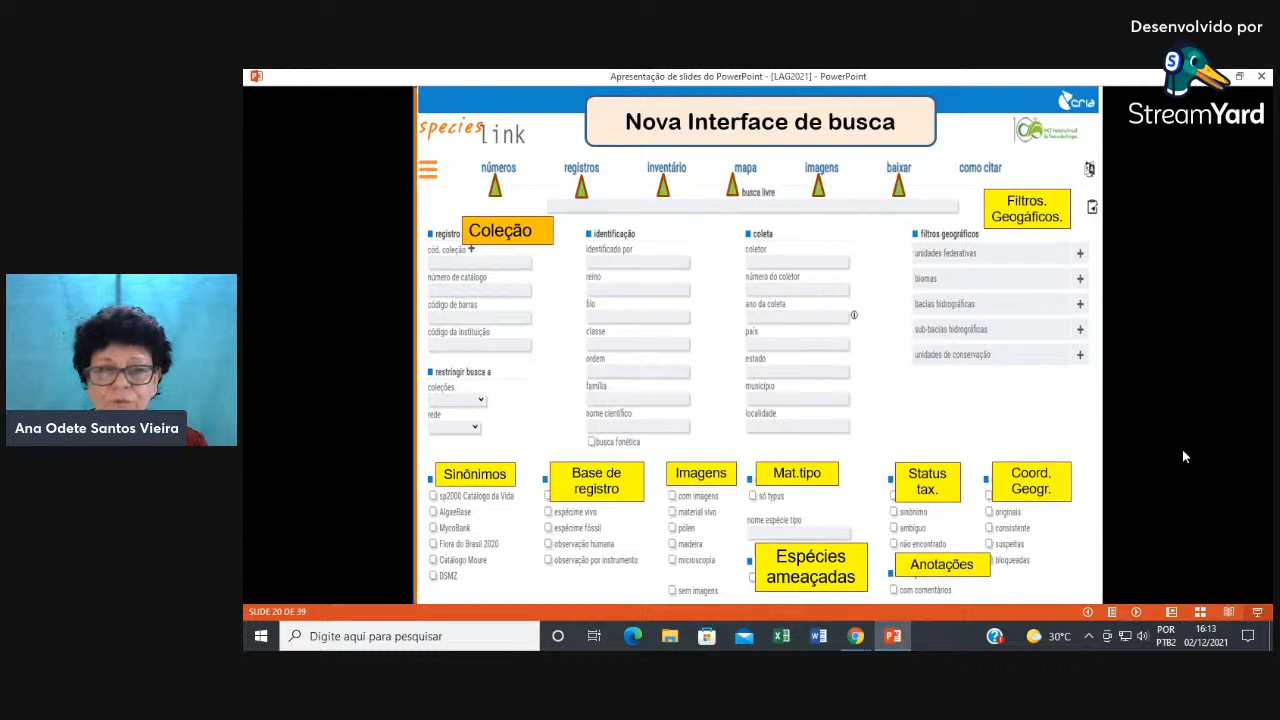 Desenvolvido por
StreamYard
Apresentação de slides do PowerPoint - [LAG2021] - PowerPoint
species
link
Nova Interface de busca
cria
números
registros
inventário
mapa
imagens
baixar
como citar
busca livre
Filtros.
Geogáficos.
Coleção
registro
cód. coleção +
número de catálogo
código de barras
código da instituição
restringir busca a
coleções
rede
identificação
identificado por
reino
filo
classe
ordem
família
nome científico
busca fonética
coleta
coletor
número do coletor
ano da coleta
país
estado
município
localidade
filtros geográficos
unidades federativas +
biomas +
bacias hidrográficas +
sub-bacias hidrográficas +
unidades de conservação +
Ana Odete Santos Vieira
Sinônimos
sp2000 Catálogo da Vida
AlgaeBase
MycoBank
Flora do Brasil 2020
Catálogo Moure
DSMZ
Base de
registro
espécime vivo
espécime fóssil
observação humana
observação por instrumento
Imagens
com imagens
material vivo
pólen
madeira
microscopia
sem imagens
Mat.tipo
só typus
nome espécie tipo
Espécies
ameaçadas
Status
tax.
sinônimo
ambíguo
não encontrado
Anotações
com comentários
Coord.
Geogr.
originais
consistente
suspeitas
bloqueadas
SLIDE 20 DE 39
Digite aqui para pesquisar
30°C
POR
PTB2
16:13
02/12/2021